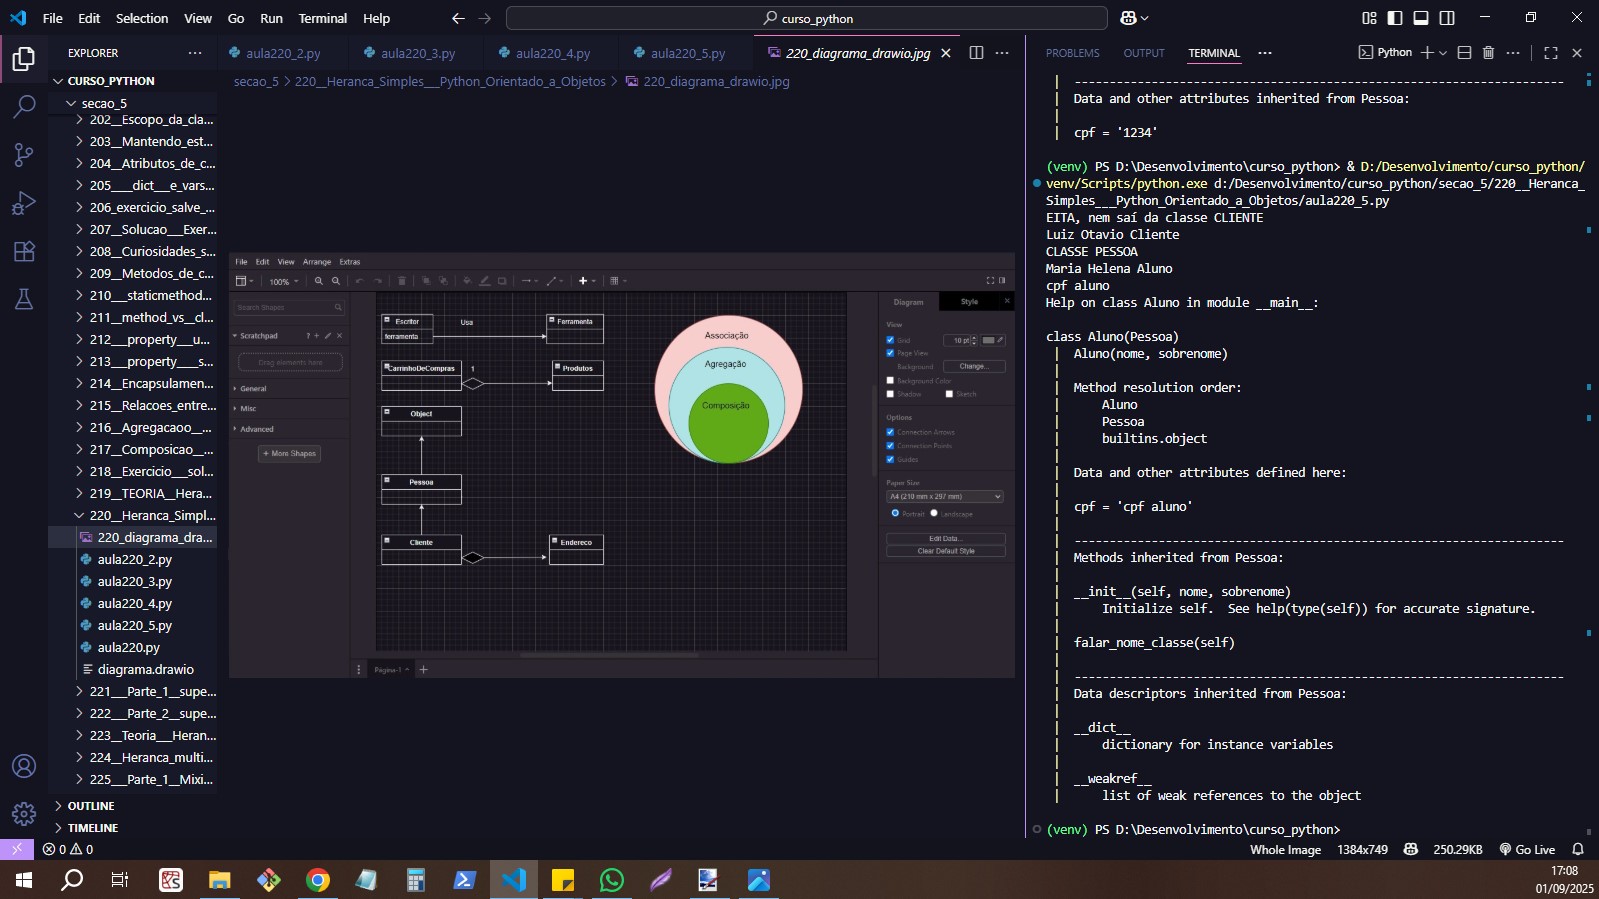 File Edit Selection View Go Run Terminal Help
curso_python
EXPLORER
CURSO_PYTHON
secao_5
202__Escopo_da_cla...
203__Mantendo_est...
204__Atributos_de_c...
205___dict__e_vars...
206_exercicio_salve_...
207__Solucao___Exer...
208__Curiosidades_s...
209__Metodos_de_c...
210___staticmethod...
211__method_vs__cl...
212___property___u...
213___property____s...
214__Encapsulamen...
215__Relacoes_entre...
216__Agregacaoo__...
217__Composicao__...
218__Exercicio___sol...
219__TEORIA__Hera...
220__Heranca_Simpl...
220_diagrama_dra...
aula220_2.py
aula220_3.py
aula220_4.py
aula220_5.py
aula220.py
diagrama.drawio
221___Parte_1__supe...
222___Parte_2__supe...
223__Teoria___Heran...
224__Heranca_multi...
225__Parte_1__Mixi...
OUTLINE
TIMELINE
aula220_2.py aula220_3.py aula220_4.py aula220_5.py 220_diagrama_drawio.jpg
secao_5 > 220__Heranca_Simples___Python_Orientado_a_Objetos > 220_diagrama_drawio.jpg
File Edit View Arrange Extras
100%
Search Shapes
Scratchpad
Drag elements here
General
Misc
Advanced
+ More Shapes
Escritor
ferramenta
Usa
Ferramenta
CarrinhoDeCompras
1
Produtos
Object
Pessoa
Cliente
Endereco
Associação
Agregação
Composição
Página-1
Diagram Style
View
Grid 10 pt
Page View
Background Change...
Background Color
Shadow Sketch
Options
Connection Arrows
Connection Points
Guides
Paper Size
A4 (210 mm x 297 mm)
Portrait Landscape
Edit Data...
Clear Default Style
PROBLEMS OUTPUT TERMINAL
Python
| ----------------------------------------------------------------------
| Data and other attributes inherited from Pessoa:
|
| cpf = '1234'
(venv) PS D:\Desenvolvimento\curso_python> & D:/Desenvolvimento/curso_python/
venv/Scripts/python.exe d:/Desenvolvimento/curso_python/secao_5/220__Heranca_
Simples___Python_Orientado_a_Objetos/aula220_5.py
EITA, nem saí da classe CLIENTE
Luiz Otavio Cliente
CLASSE PESSOA
Maria Helena Aluno
cpf aluno
Help on class Aluno in module __main__:
class Aluno(Pessoa)
| Aluno(nome, sobrenome)
|
| Method resolution order:
| Aluno
| Pessoa
| builtins.object
|
| Data and other attributes defined here:
|
| cpf = 'cpf aluno'
|
| ----------------------------------------------------------------------
| Methods inherited from Pessoa:
|
| __init__(self, nome, sobrenome)
| Initialize self.  See help(type(self)) for accurate signature.
|
| falar_nome_classe(self)
|
| ----------------------------------------------------------------------
| Data descriptors inherited from Pessoa:
|
| __dict__
| dictionary for instance variables
|
| __weakref__
| list of weak references to the object
(venv) PS D:\Desenvolvimento\curso_python>
0 0
Whole Image 1384x749 250.29KB Go Live
17:08
01/09/2025